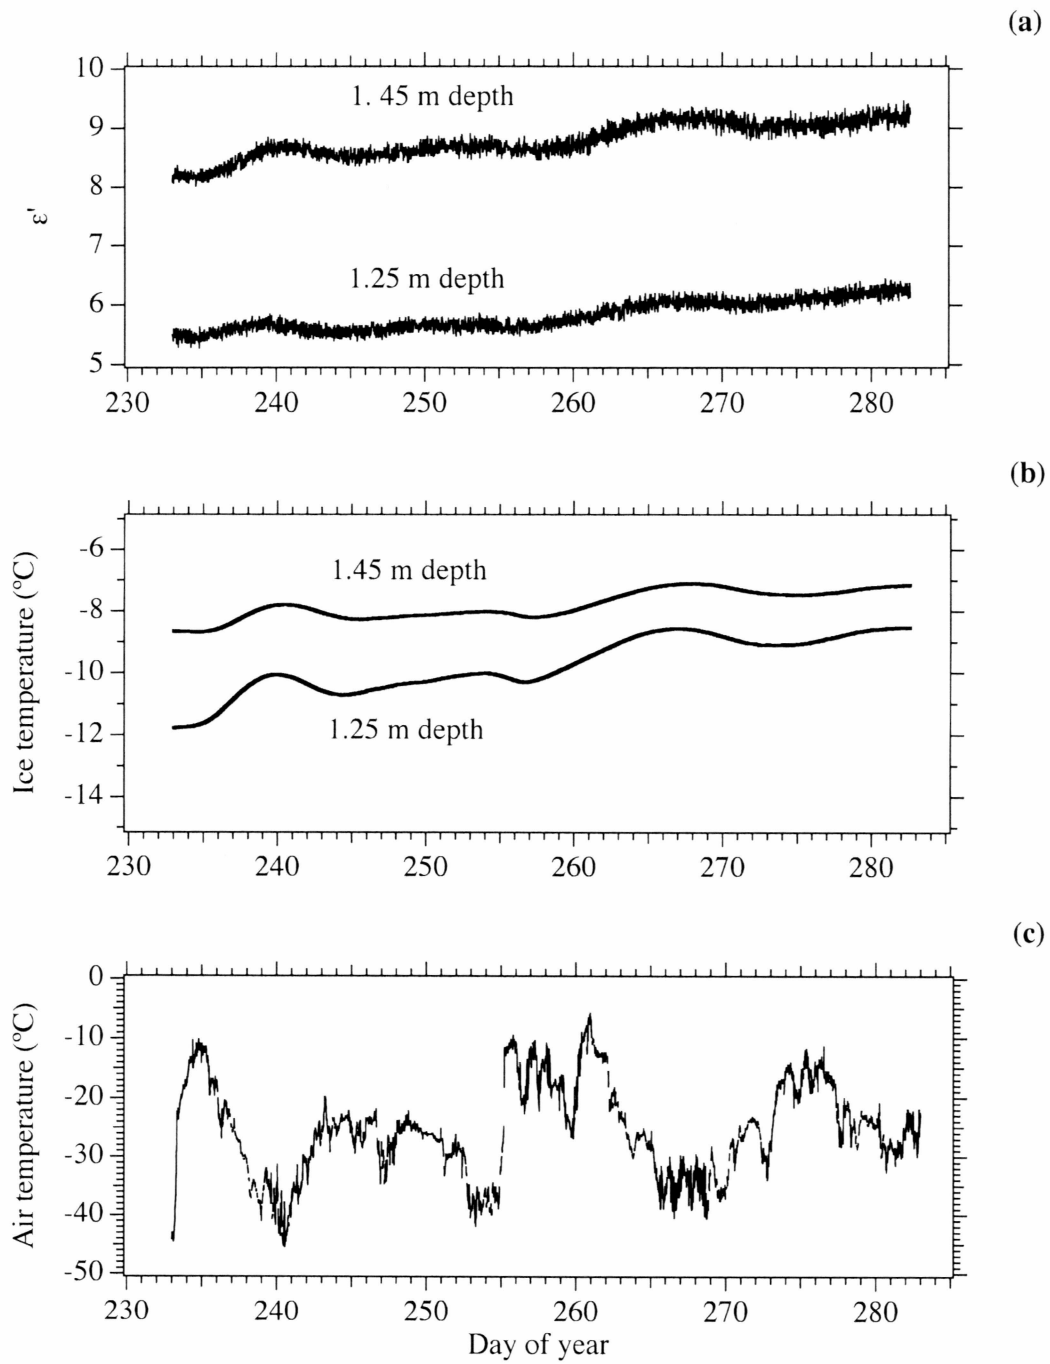 (a)
10
9
8
7
6
5
ε'
1. 45 m depth
1.25 m depth
230 240 250 260 270 280
(b)
-6
-8
-10
-12
-14
Ice temperature (°C)
1.45 m depth
1.25 m depth
230 240 250 260 270 280
(c)
0
-10
-20
-30
-40
-50
Air temperature (°C)
230 240 250 260 270 280
Day of year